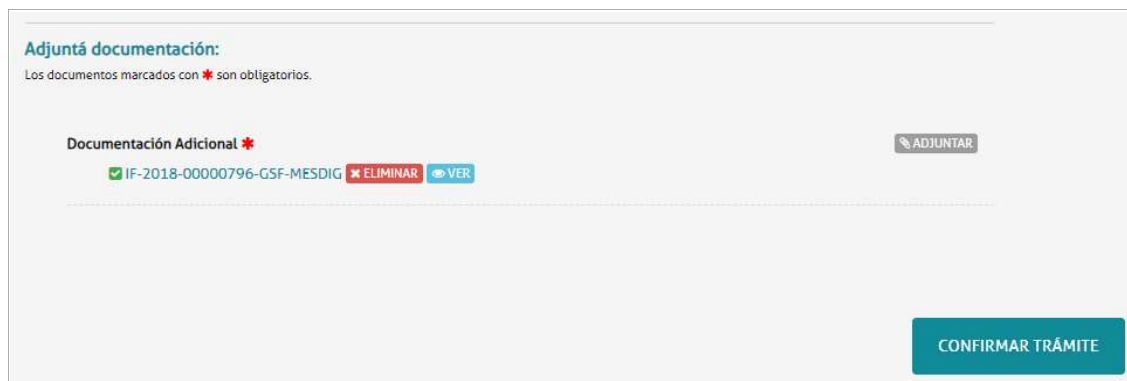 Adjuntá documentación:
Los documentos marcados con * son obligatorios.
Documentación Adicional *
ADJUNTAR
IF-2018-00000796-GSF-MESDIG ELIMINAR VER
CONFIRMAR TRÁMITE